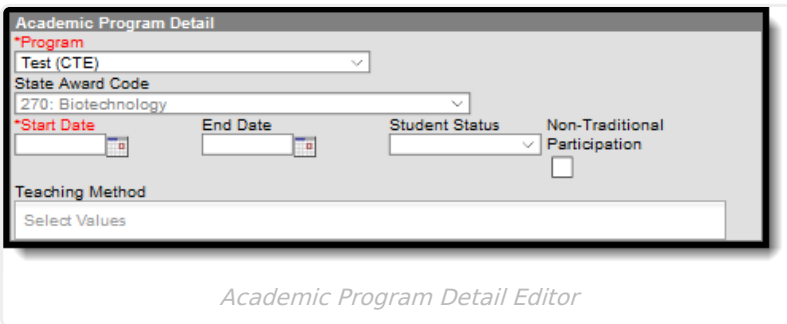 Academic Program Detail
*Program
Test (CTE)
State Award Code
270: Biotechnology
*Start Date End Date Student Status Non-Traditional
Participation
Teaching Method
Select Values
Academic Program Detail Editor